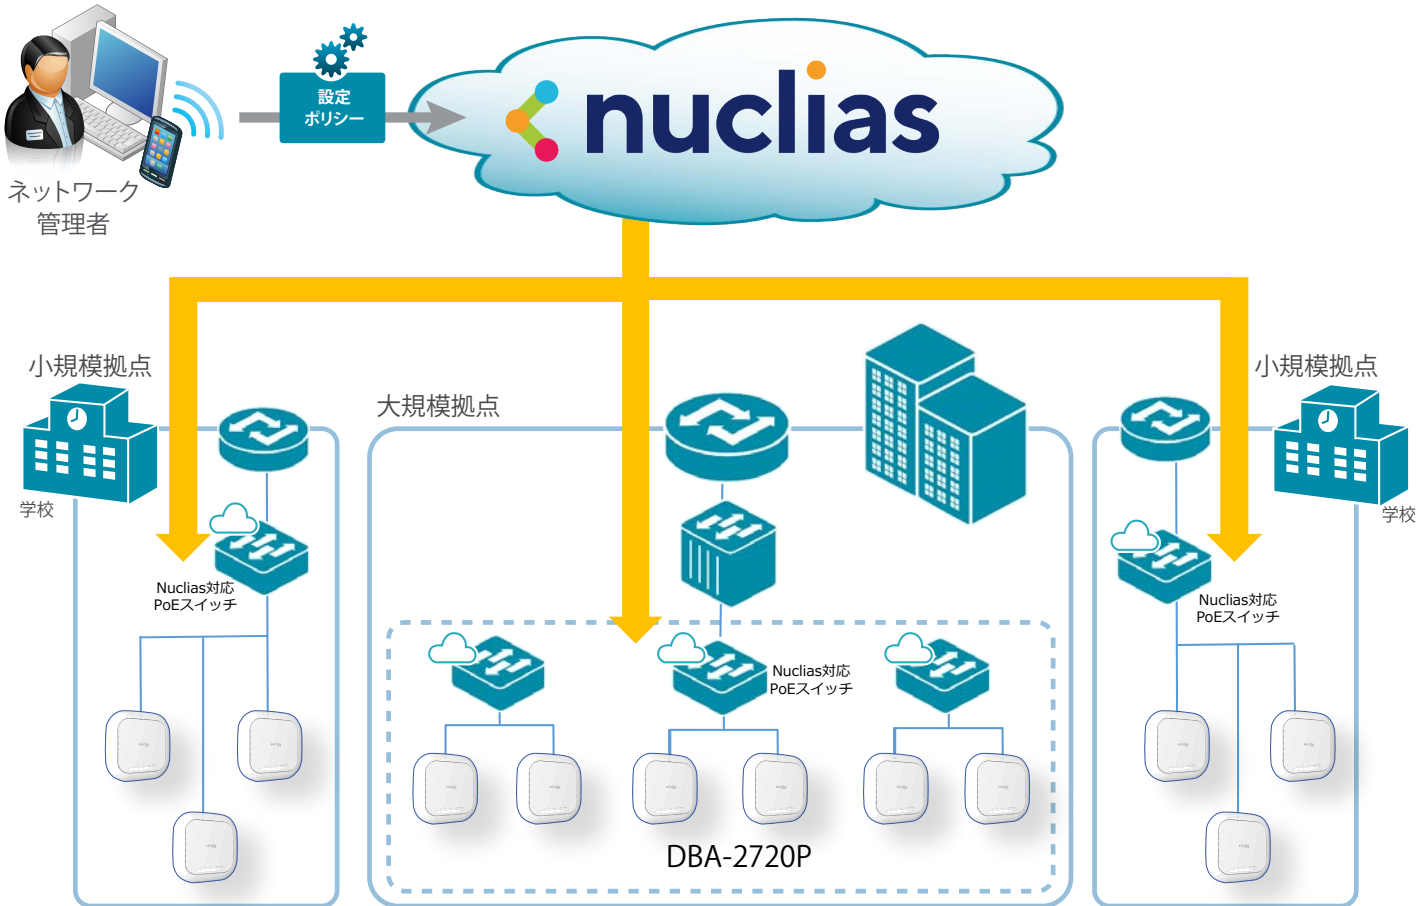 設定
ポリシー
nuclias
ネットワーク
管理者
小規模拠点
学校
Nuclias対応
PoEスイッチ
大規模拠点
Nuclias対応
PoEスイッチ
DBA-2720P
小規模拠点
学校
Nuclias対応
PoEスイッチ